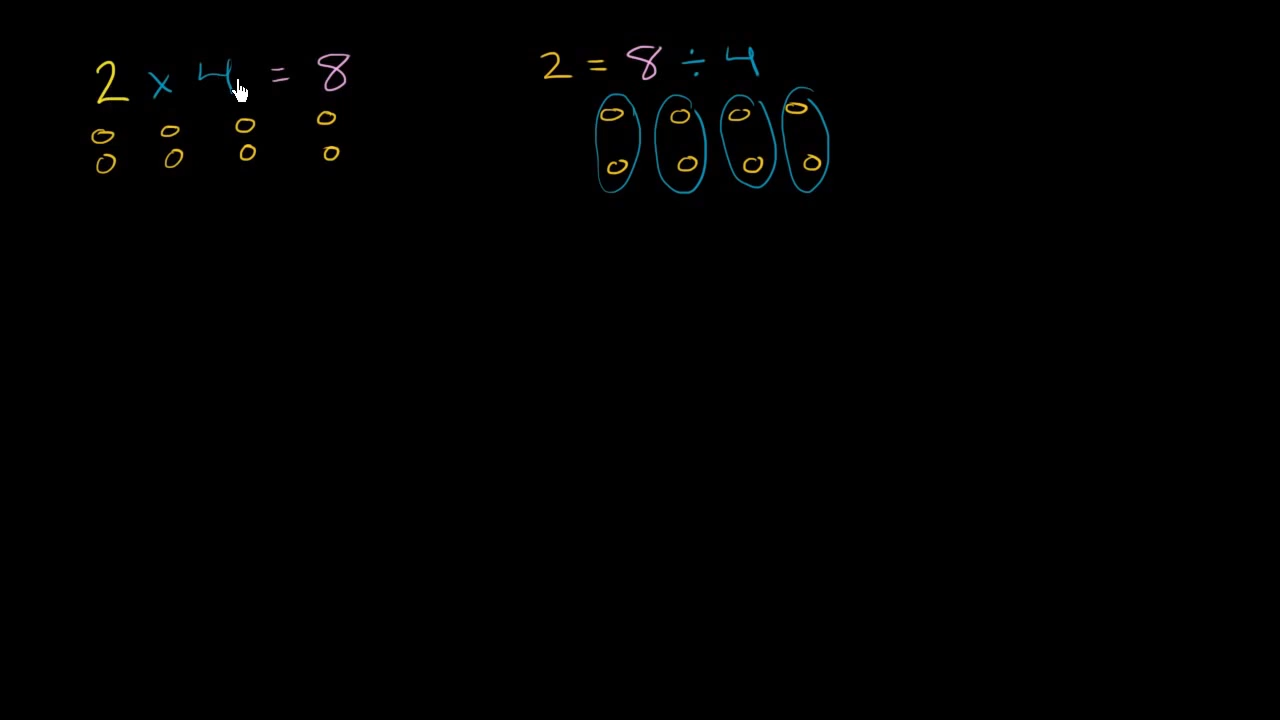 2 x 4 = 8
2 = 8 ÷ 4